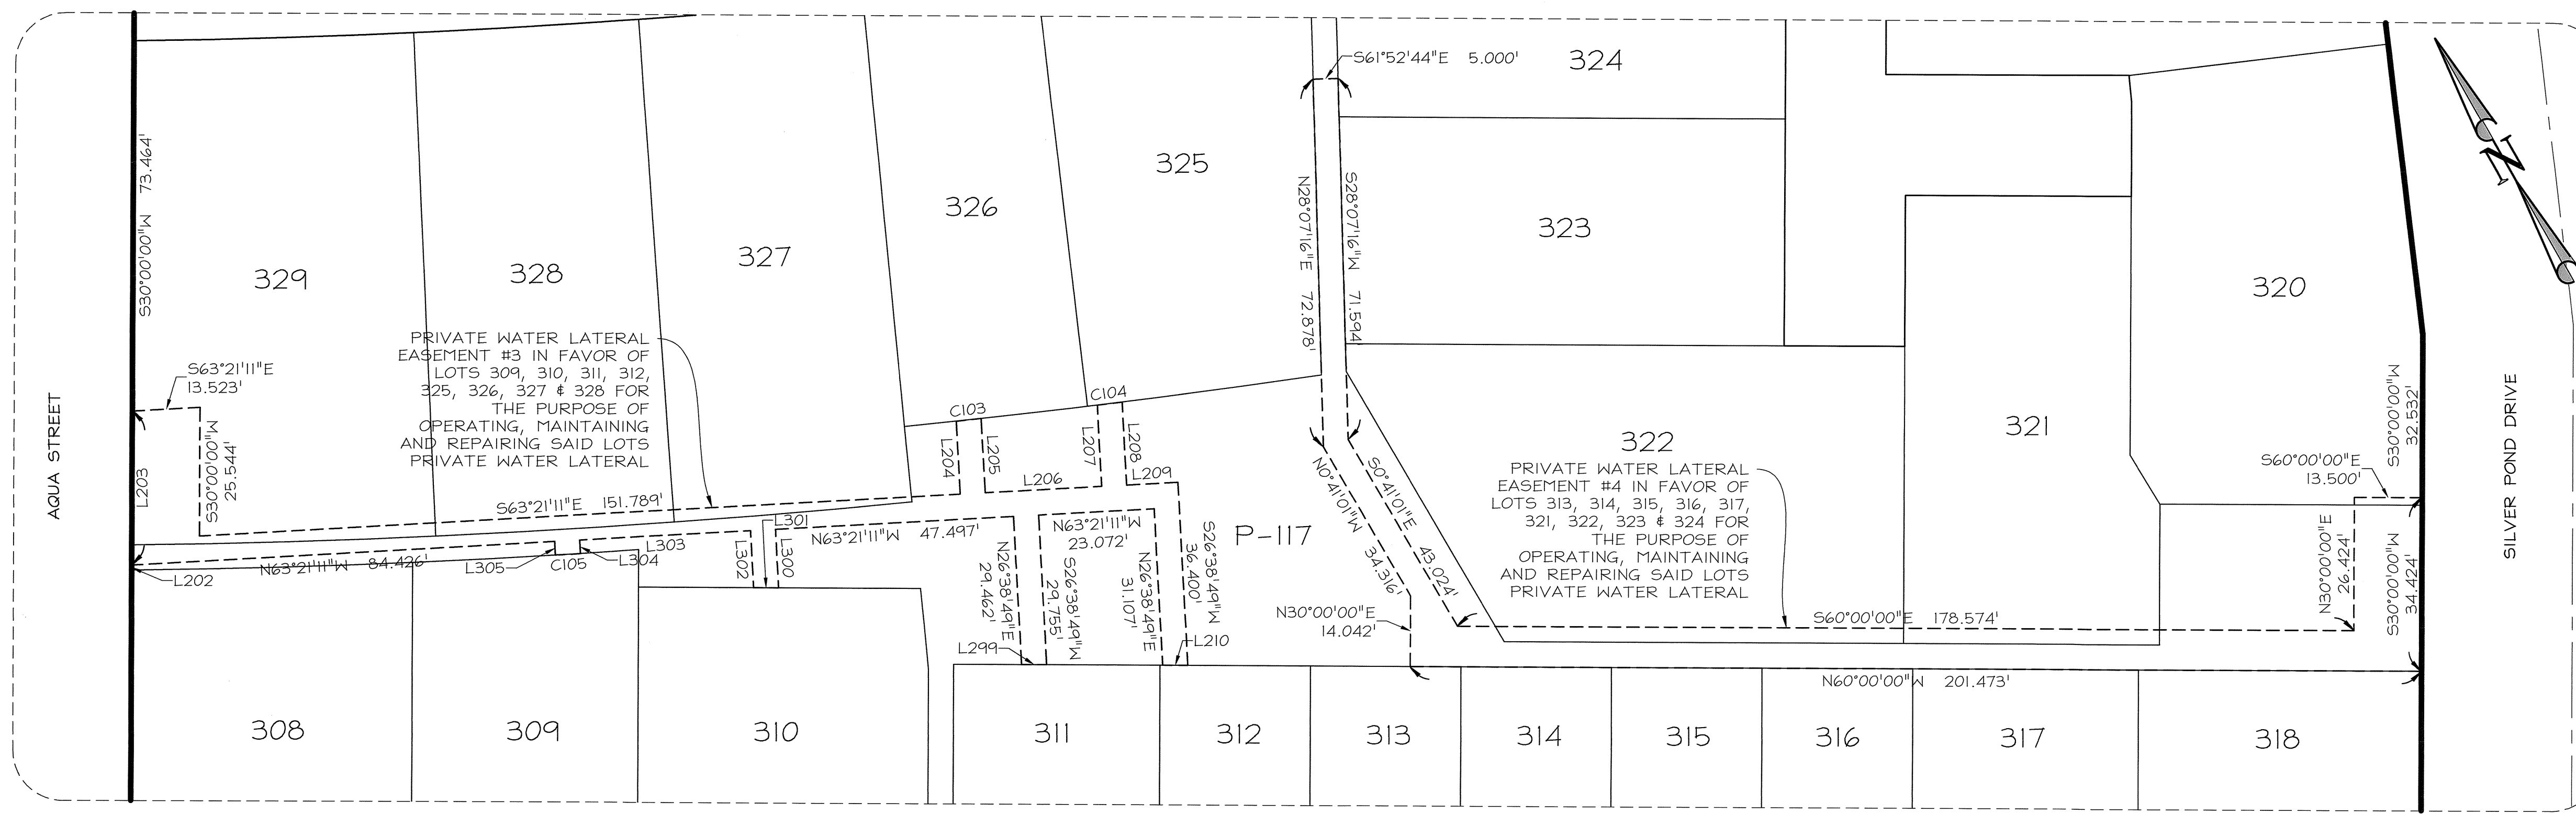 S61°52'44"E 5.000'
324
S30°00'00"W 73.464'
325
326
323
N28°07'16"E 72.878'
S28°07'16"W 71.594'
N
327
329
328
320
PRIVATE WATER LATERAL
EASEMENT #3 IN FAVOR OF
LOTS 309, 310, 311, 312,
325, 326, 327 & 328 FOR
THE PURPOSE OF
OPERATING, MAINTAINING
AND REPAIRING SAID LOTS
PRIVATE WATER LATERAL
S63°21'11"E
13.523'
S30°00'00"W
25.544'
AQUA STREET
L203
C103
C104
L204
L205
L207
L208
L206
L209
S63°21'11"E 151.789'
L301
322
321
PRIVATE WATER LATERAL
EASEMENT #4 IN FAVOR OF
LOTS 313, 314, 315, 316, 317,
321, 322, 323 & 324 FOR
THE PURPOSE OF
OPERATING, MAINTAINING
AND REPAIRING SAID LOTS
PRIVATE WATER LATERAL
S30°00'00"W
32.532'
S60°00'00"E
13.500'
SILVER POND DRIVE
N0°41'01"W 34.316'
S0°41'01"E 43.024'
P-117
N63°21'11"W 47.497'
N63°21'11"W
23.072'
L303
L302
L300
L304
L305
C105
N63°21'11"W 84.426'
L202
N26°38'49"E
29.462'
S26°38'49"W
29.755'
N26°38'49"E
31.107'
S26°38'49"W
36.400'
N30°00'00"E
14.042'
S60°00'00"E 178.574'
N30°00'00"E
26.424'
S30°00'00"W
34.424'
L299
L210
N60°00'00"W 201.473'
308
309
310
311
312
313
314
315
316
317
318